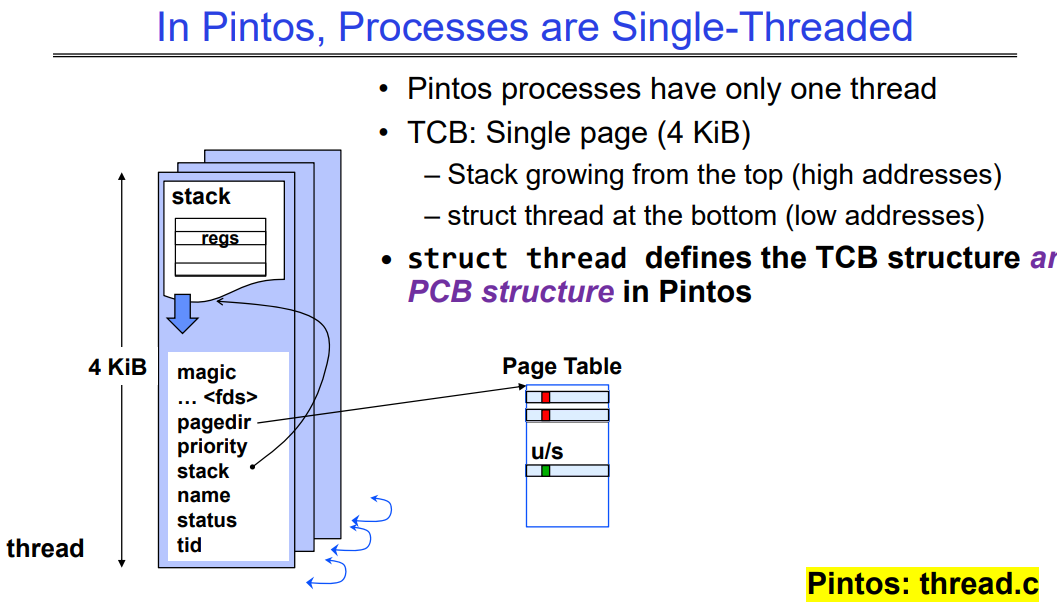 In Pintos, Processes are Single-Threaded
• Pintos processes have only one thread
• TCB: Single page (4 KiB)
– Stack growing from the top (high addresses)
– struct thread at the bottom (low addresses)
• struct thread defines the TCB structure
PCB structure in Pintos
stack
regs
4 KiB
magic
... <fds>
pagedir
priority
stack
name
status
tid
thread
Page Table
u/s
Pintos: thread.c